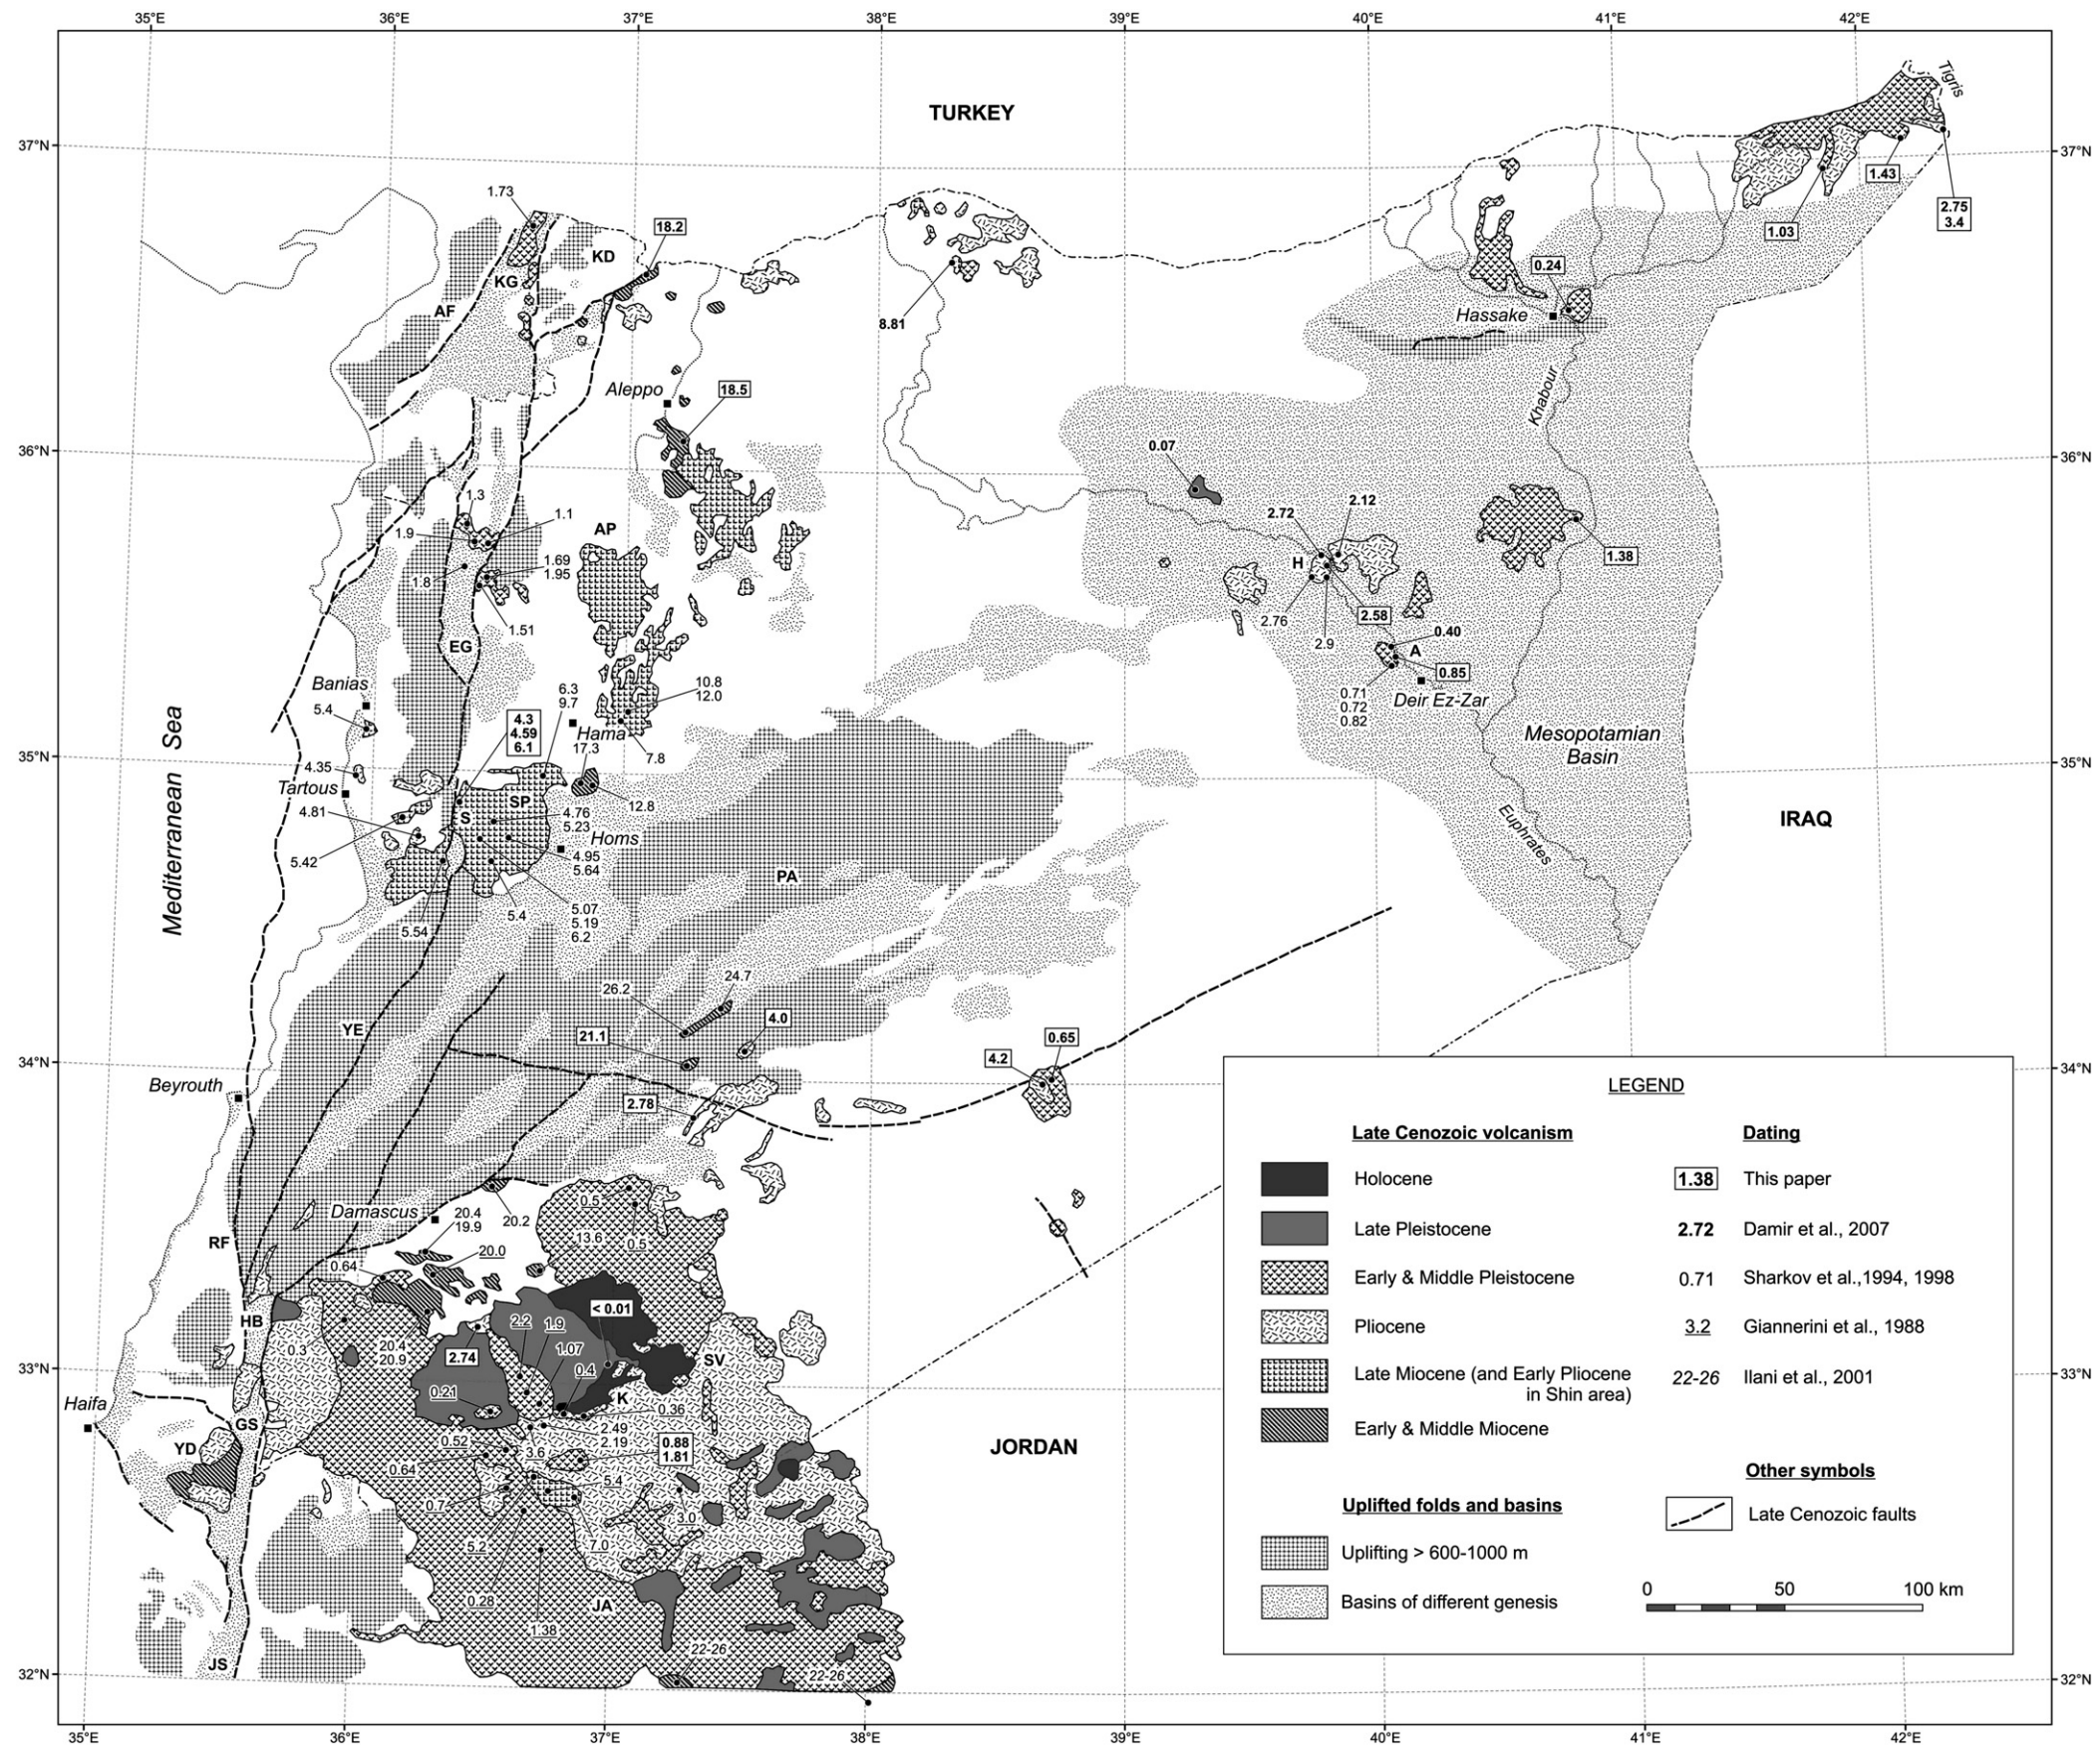 35°E 36°E 37°E 38°E 39°E 40°E 41°E 42°E
Tigris
TURKEY
37°N 37°N
1.43
1.73
2.75
3.4
18.2
1.03
KD
KG
0.24
AF
Hassake
8.81
Aleppo
18.5
Khabour
36°N 36°N
0.07
1.3
2.12
1.1
2.72
AP
1.9
1.38
1.69
1.95
H
1.8
2.58
2.76
1.51
0.40
2.9
EG
A
0.85
Banias
10.8
12.0
6.3
9.7
0.71
0.72
0.82
Deir Ez-Zar
5.4
4.3
4.59
6.1
Hama
Mesopotamian
Basin
17.3
7.8
35°N 35°N
Mediterranean Sea
4.35
Tartous
SP
12.8
4.81
S
4.76
5.23
IRAQ
Homs
Euphrates
5.42
4.95
5.64
PA
5.4
5.07
5.19
6.2
5.54
24.7
26.2
4.0
YE
21.1
0.65
4.2
34°N 34°N
Beyrouth
2.78
0.5
Damascus
20.4
19.9
20.2
RF
13.6
0.5
20.0
0.64
< 0.01
HB
2.2
1.9
0.3
20.4
20.9
1.07
2.74
SV
33°N 33°N
0.4
0.21
K
Haifa
0.36
GS
2.49
2.19
YD
0.52
3.6
0.88
1.81
JORDAN
0.64
5.4
0.7
3.0
5.2
7.0
0.28
JA
1.38
22-26
JS
22-26
32°N 32°N
35°E 36°E 37°E 38°E 39°E 40°E 41°E 42°E
LEGEND
Late Cenozoic volcanism
Holocene
Late Pleistocene
Early & Middle Pleistocene
Pliocene
Late Miocene (and Early Pliocene
in Shin area)
Early & Middle Miocene
Uplifted folds and basins
Uplifting > 600-1000 m
Basins of different genesis
Dating
1.38 This paper
2.72 Damir et al., 2007
0.71 Sharkov et al.,1994, 1998
3.2 Giannerini et al., 1988
22-26 Ilani et al., 2001
Other symbols
Late Cenozoic faults
0 50 100 km